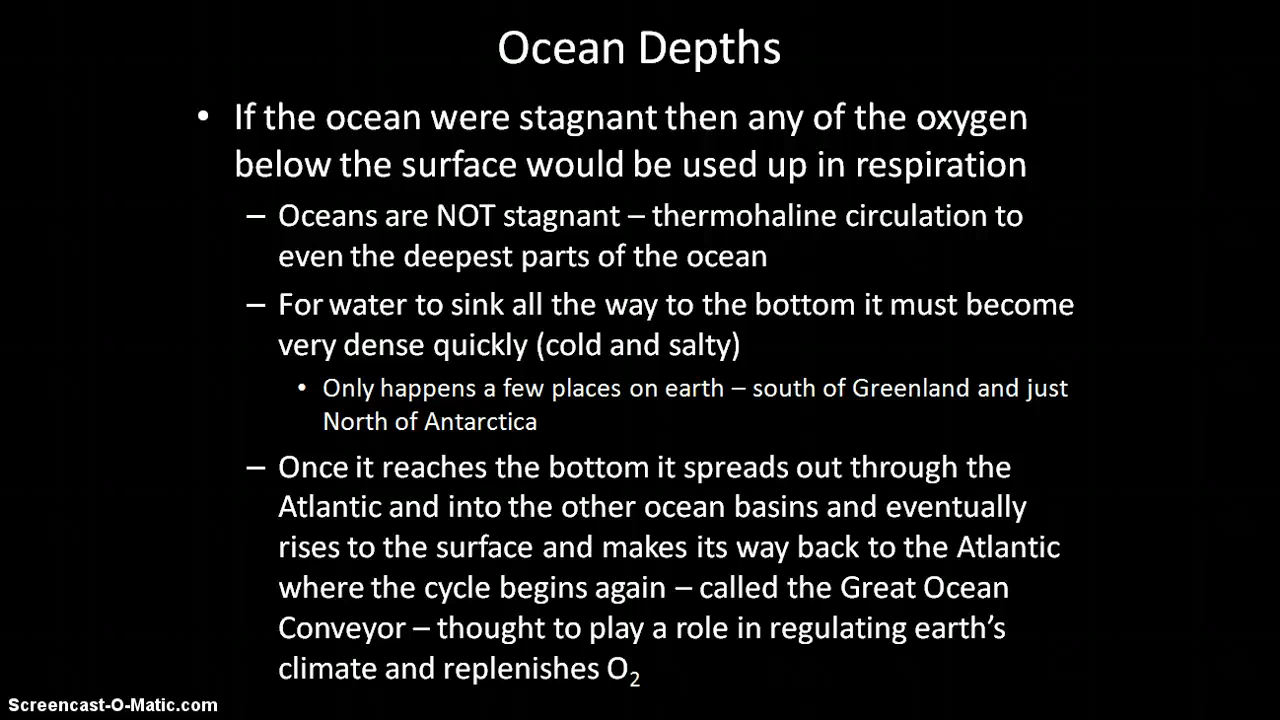 Ocean Depths
• If the ocean were stagnant then any of the oxygen
below the surface would be used up in respiration
– Oceans are NOT stagnant – thermohaline circulation to
even the deepest parts of the ocean
– For water to sink all the way to the bottom it must become
very dense quickly (cold and salty)
• Only happens a few places on earth – south of Greenland and just
North of Antarctica
– Once it reaches the bottom it spreads out through the
Atlantic and into the other ocean basins and eventually
rises to the surface and makes its way back to the Atlantic
where the cycle begins again – called the Great Ocean
Conveyor – thought to play a role in regulating earth's
climate and replenishes O₂
Screencast-O-Matic.com